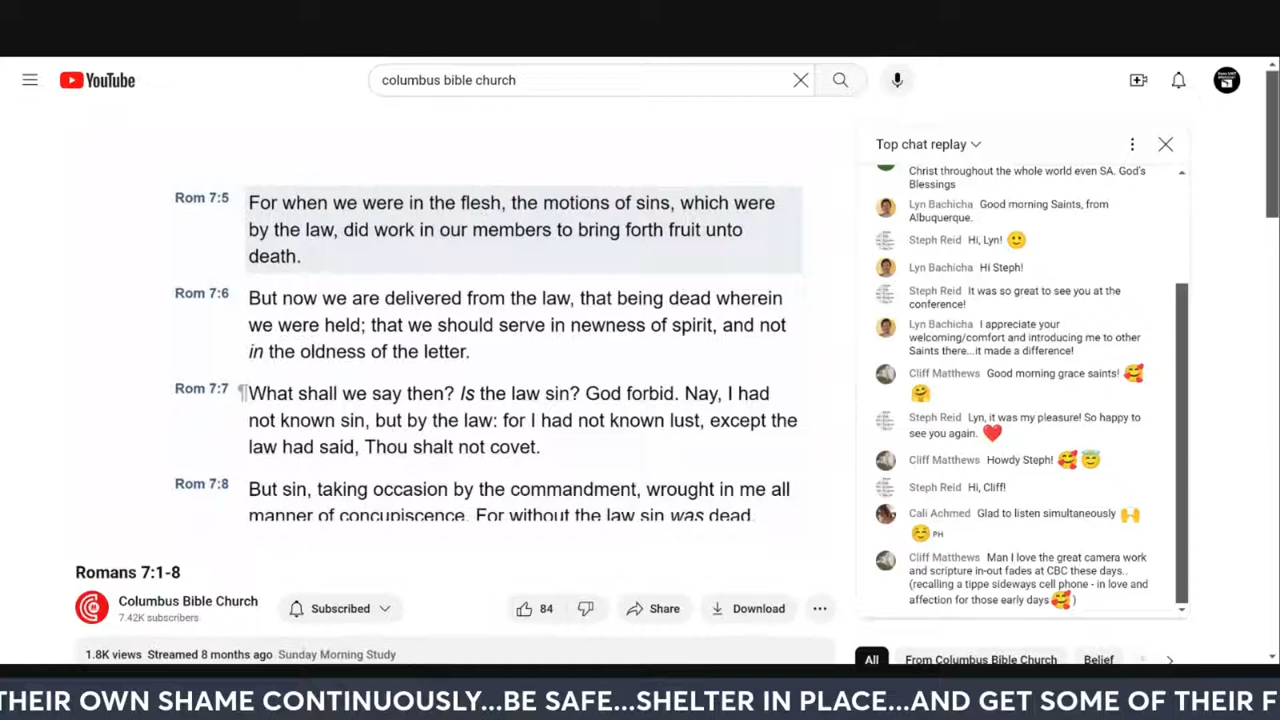 YouTube
columbus bible church
Rom 7:5
For when we were in the flesh, the motions of sins, which were
by the law, did work in our members to bring forth fruit unto
death.
Rom 7:6
But now we are delivered from the law, that being dead wherein
we were held; that we should serve in newness of spirit, and not
in the oldness of the letter.
Rom 7:7
¶What shall we say then? Is the law sin? God forbid. Nay, I had
not known sin, but by the law: for I had not known lust, except the
law had said, Thou shalt not covet.
Rom 7:8
But sin, taking occasion by the commandment, wrought in me all
manner of concupiscence. For without the law sin was dead.
Romans 7:1-8
Columbus Bible Church
7.42K subscribers
Subscribed
84
Share
Download
1.8K views Streamed 8 months ago Sunday Morning Study
Top chat replay
Christ throughout the whole world even SA. God's
Blessings
Lyn Bachicha Good morning Saints, from
Albuquerque.
Steph Reid Hi, Lyn! 🙂
Lyn Bachicha Hi Steph!
Steph Reid It was so great to see you at the
conference!
Lyn Bachicha I appreciate your
welcoming/comfort and introducing me to other
Saints there...it made a difference!
Cliff Matthews Good morning grace saints! 🥰
🤗
Steph Reid Lyn, it was my pleasure! So happy to
see you again. ❤️
Cliff Matthews Howdy Steph! 🥰😇
Steph Reid Hi, Cliff!
Cali Achmed Glad to listen simultaneously 🙌
☺️ PH
Cliff Matthews Man I love the great camera work
and scripture in-out fades at CBC these days..
(recalling a tippe sideways cell phone - in love and
affection for those early days🥰)
All
From Columbus Bible Church
Belief
THEIR OWN SHAME CONTINUOUSLY...BE SAFE...SHELTER IN PLACE...AND GET SOME OF THEIR F